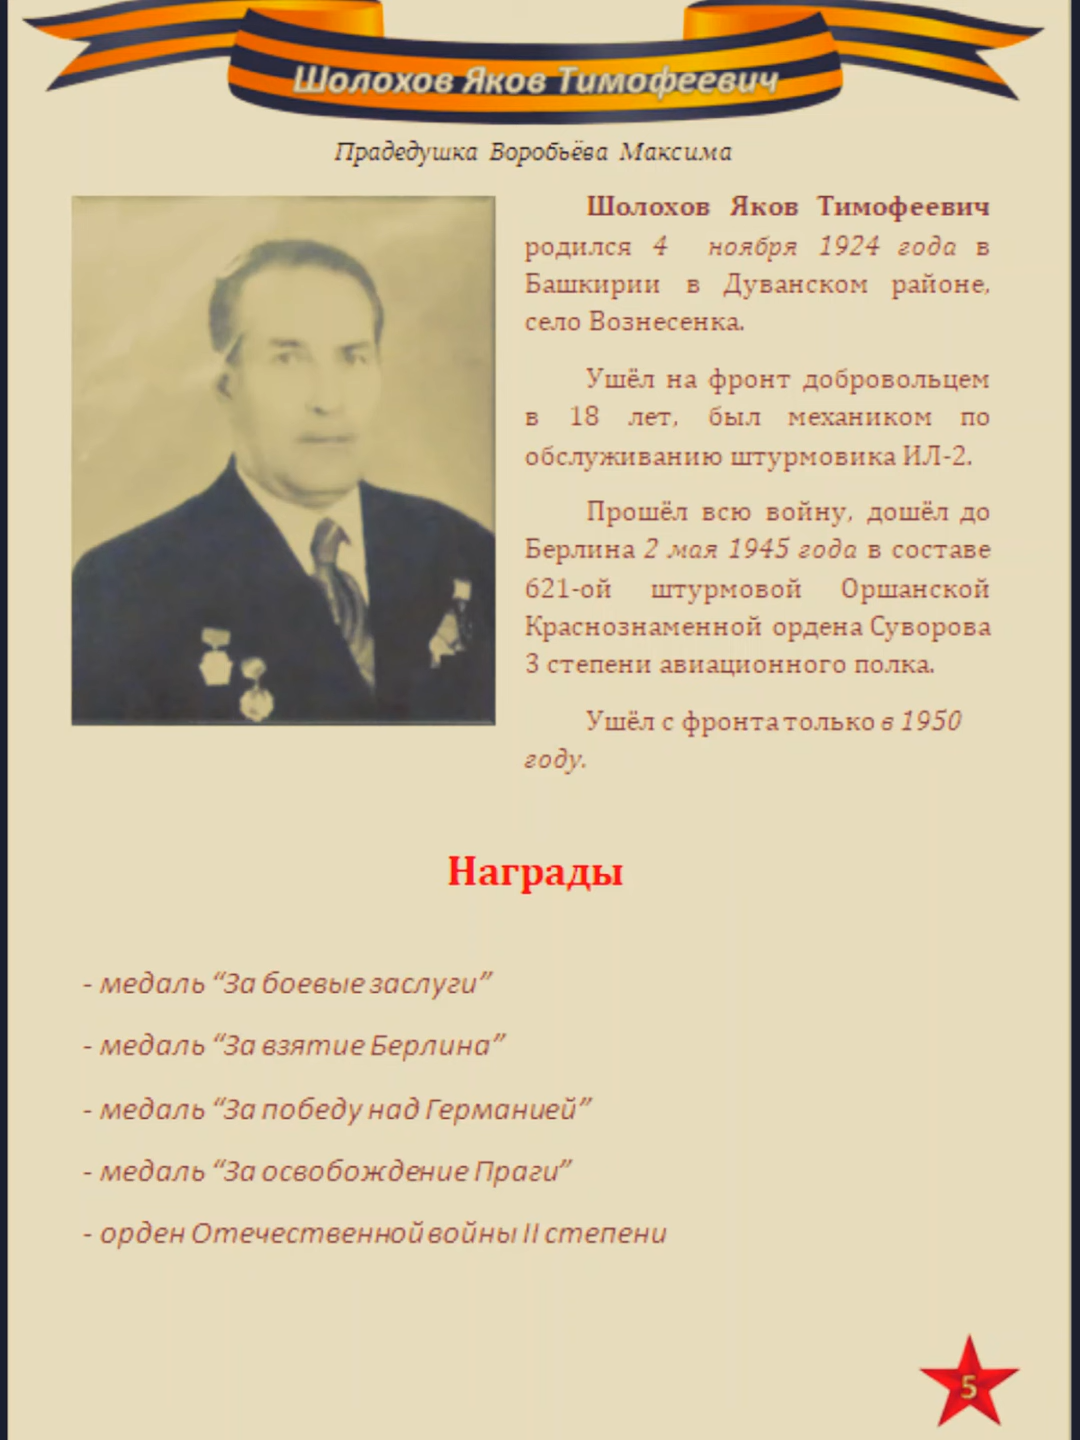 Шолохов Яков Тимофеевич
Прадедушка Воробьёва Максима
Шолохов Яков Тимофеевич
родился 4 ноября 1924 года в
Башкирии в Дуванском районе,
село Вознесенка.
Ушёл на фронт добровольцем
в 18 лет, был механиком по
обслуживанию штурмовика ИЛ-2.
Прошёл всю войну, дошёл до
Берлина 2 мая 1945 года в составе
621-ой штурмовой Оршанской
Краснознаменной ордена Суворова
3 степени авиационного полка.
Ушёл с фронта только в 1950
году.
Награды
- медаль “За боевые заслуги”
- медаль “За взятие Берлина”
- медаль “За победу над Германией”
- медаль “За освобождение Праги”
- орден Отечественной войны II степени
5